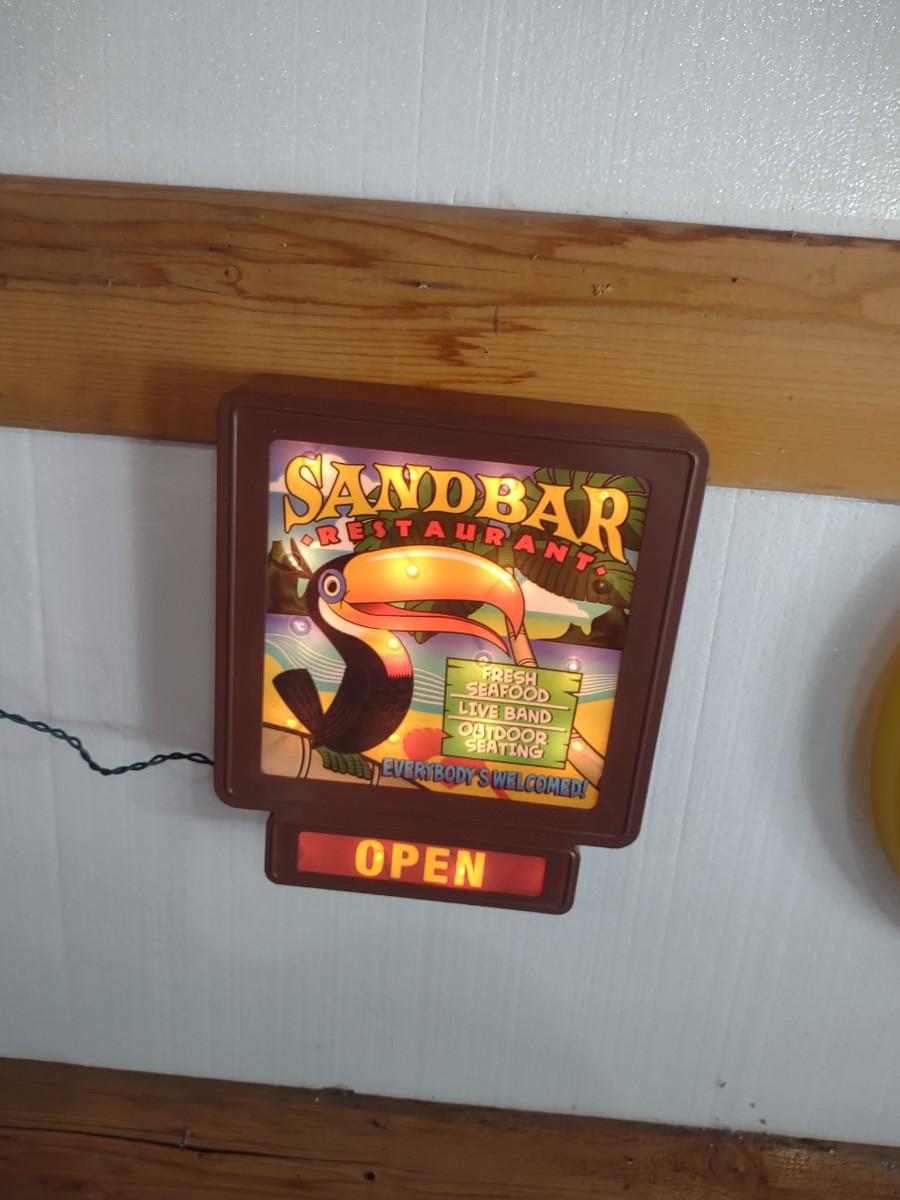 SANDBAR
• RESTAURANT •
FRESH
SEAFOOD
LIVE BAND
OUTDOOR
SEATING
EVERYBODY'S WELCOMED!
OPEN